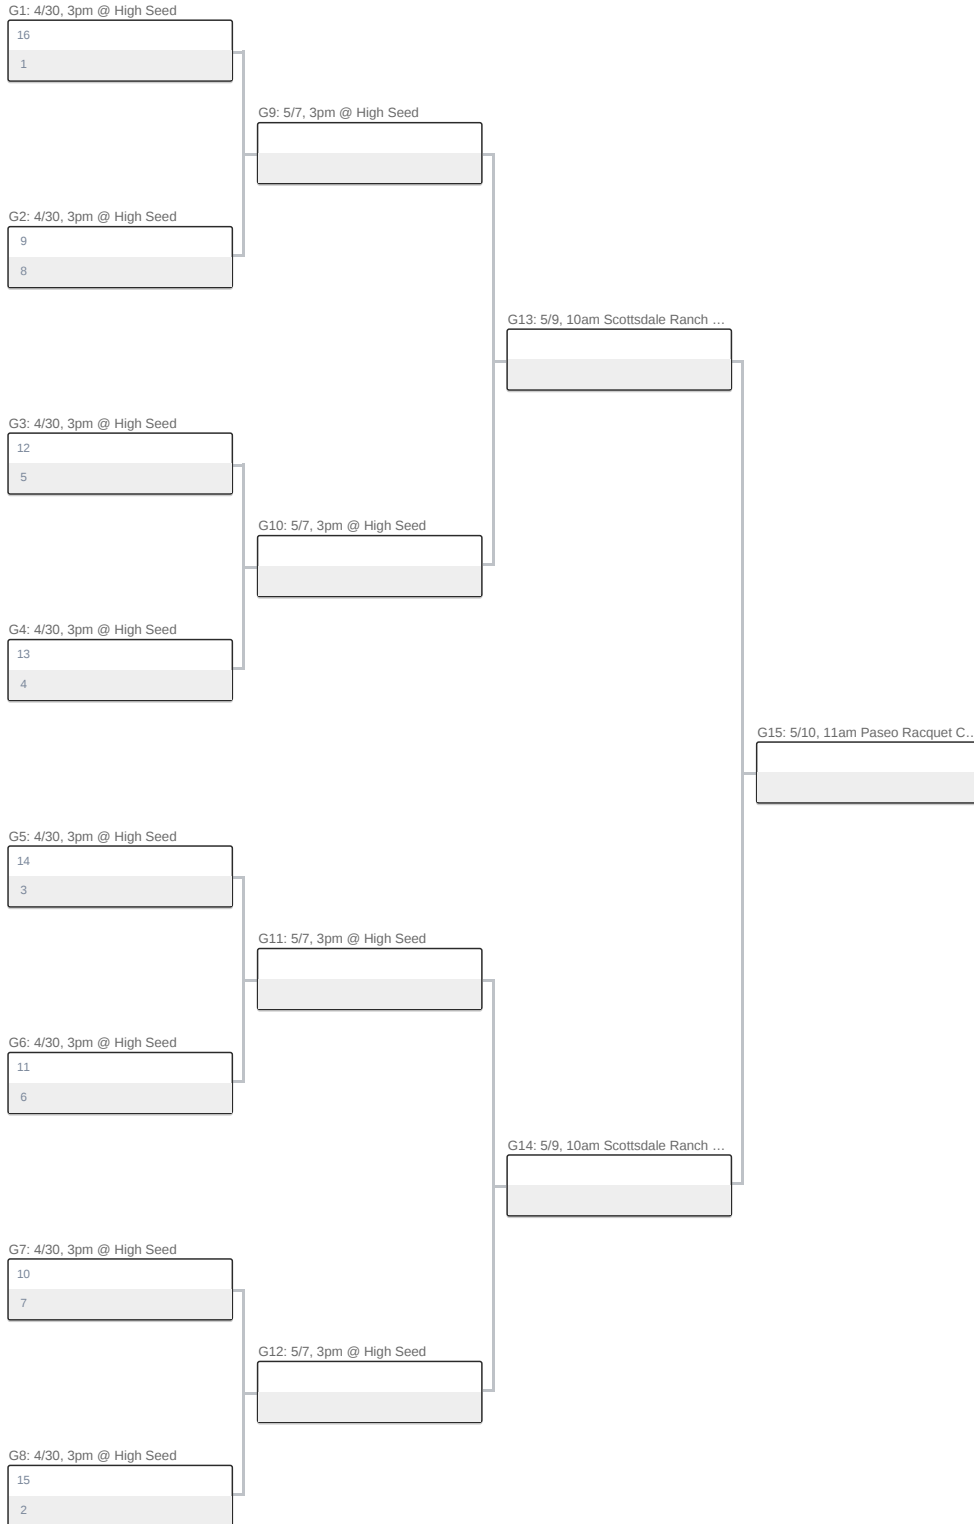 G1: 4/30, 3pm @ High Seed
16
1
G9: 5/7, 3pm @ High Seed
G2: 4/30, 3pm @ High Seed
9
8
G13: 5/9, 10am Scottsdale Ranch …
G3: 4/30, 3pm @ High Seed
12
5
G10: 5/7, 3pm @ High Seed
G4: 4/30, 3pm @ High Seed
13
4
G15: 5/10, 11am Paseo Racquet C…
G5: 4/30, 3pm @ High Seed
14
3
G11: 5/7, 3pm @ High Seed
G6: 4/30, 3pm @ High Seed
11
6
G14: 5/9, 10am Scottsdale Ranch …
G7: 4/30, 3pm @ High Seed
10
7
G12: 5/7, 3pm @ High Seed
G8: 4/30, 3pm @ High Seed
15
2